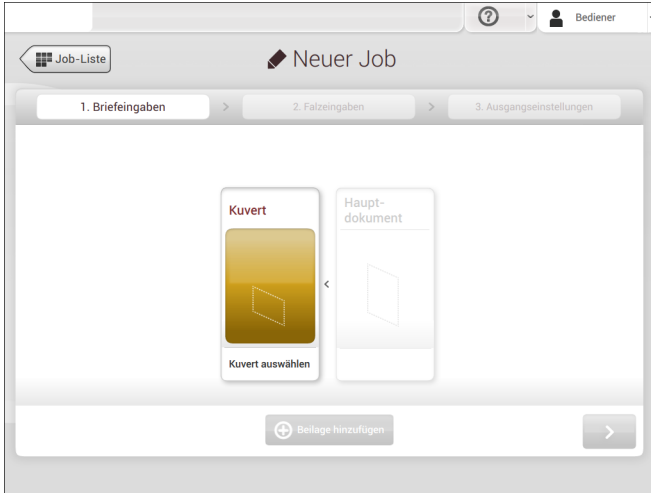 Bediener
Job-Liste
Neuer Job
1. Briefeingaben
2. Falzeingaben
3. Ausgangseinstellungen
Kuvert
Haupt-
dokument
Kuvert auswählen
Beilage hinzufügen